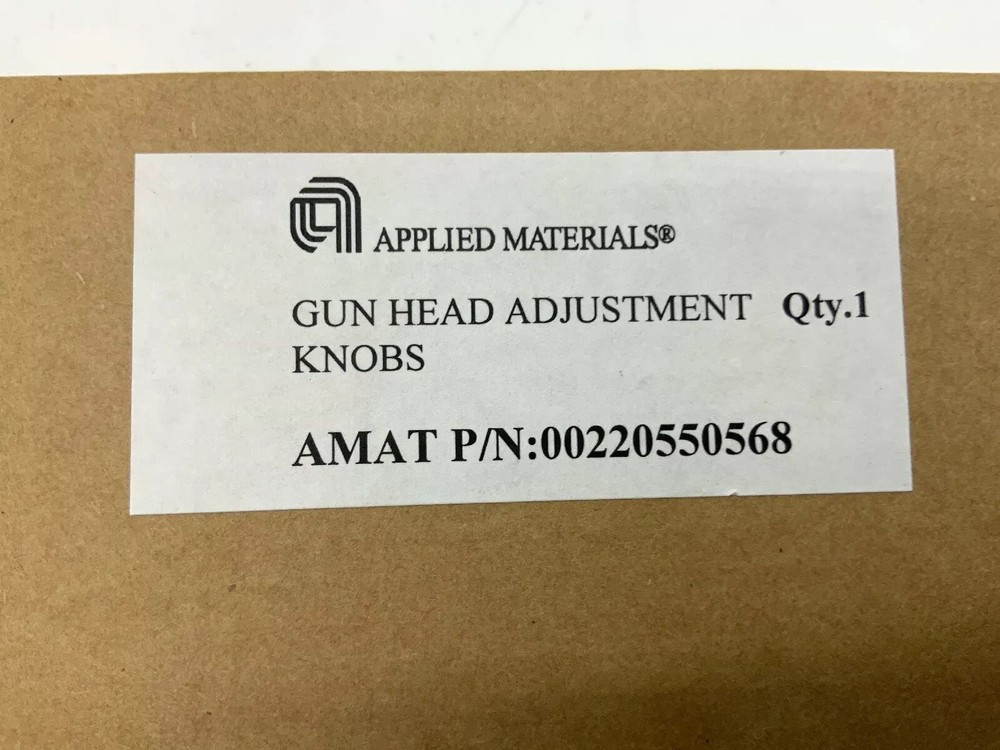 APPLIED MATERIALS®
GUN HEAD ADJUSTMENT Qty.1
KNOBS
AMAT P/N:00220550568